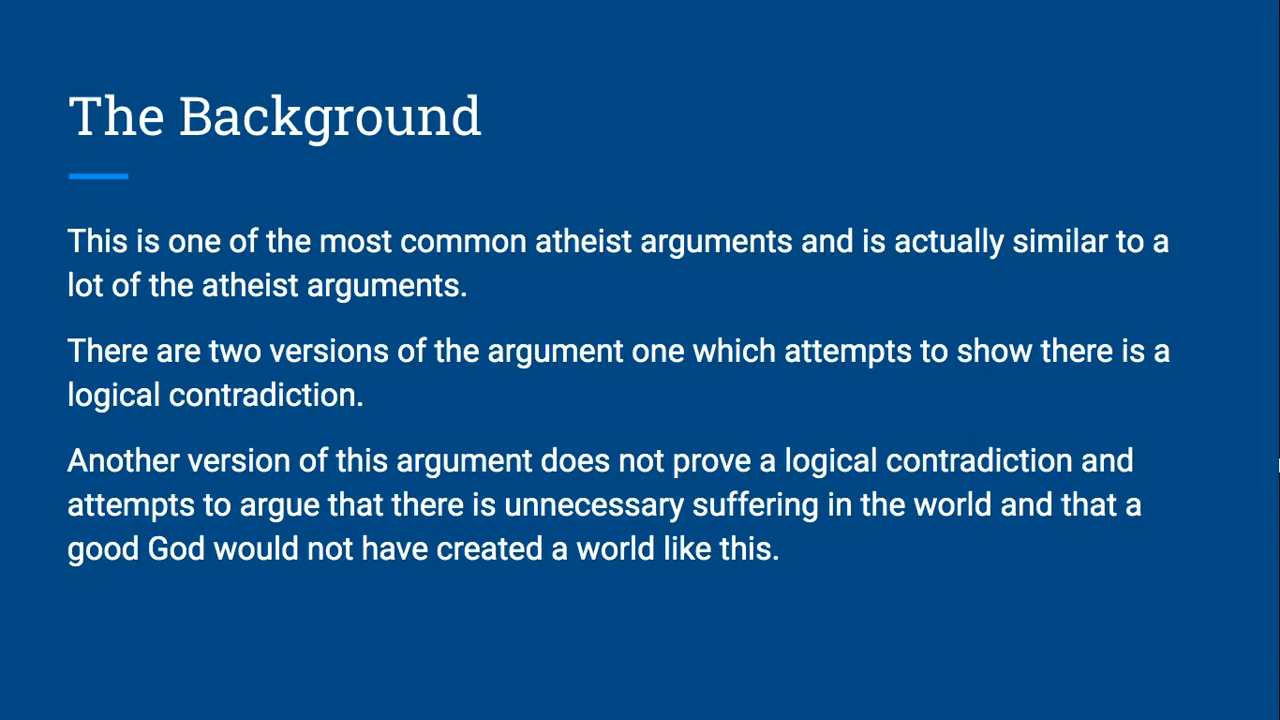 The Background
This is one of the most common atheist arguments and is actually similar to a
lot of the atheist arguments.
There are two versions of the argument one which attempts to show there is a
logical contradiction.
Another version of this argument does not prove a logical contradiction and
attempts to argue that there is unnecessary suffering in the world and that a
good God would not have created a world like this.